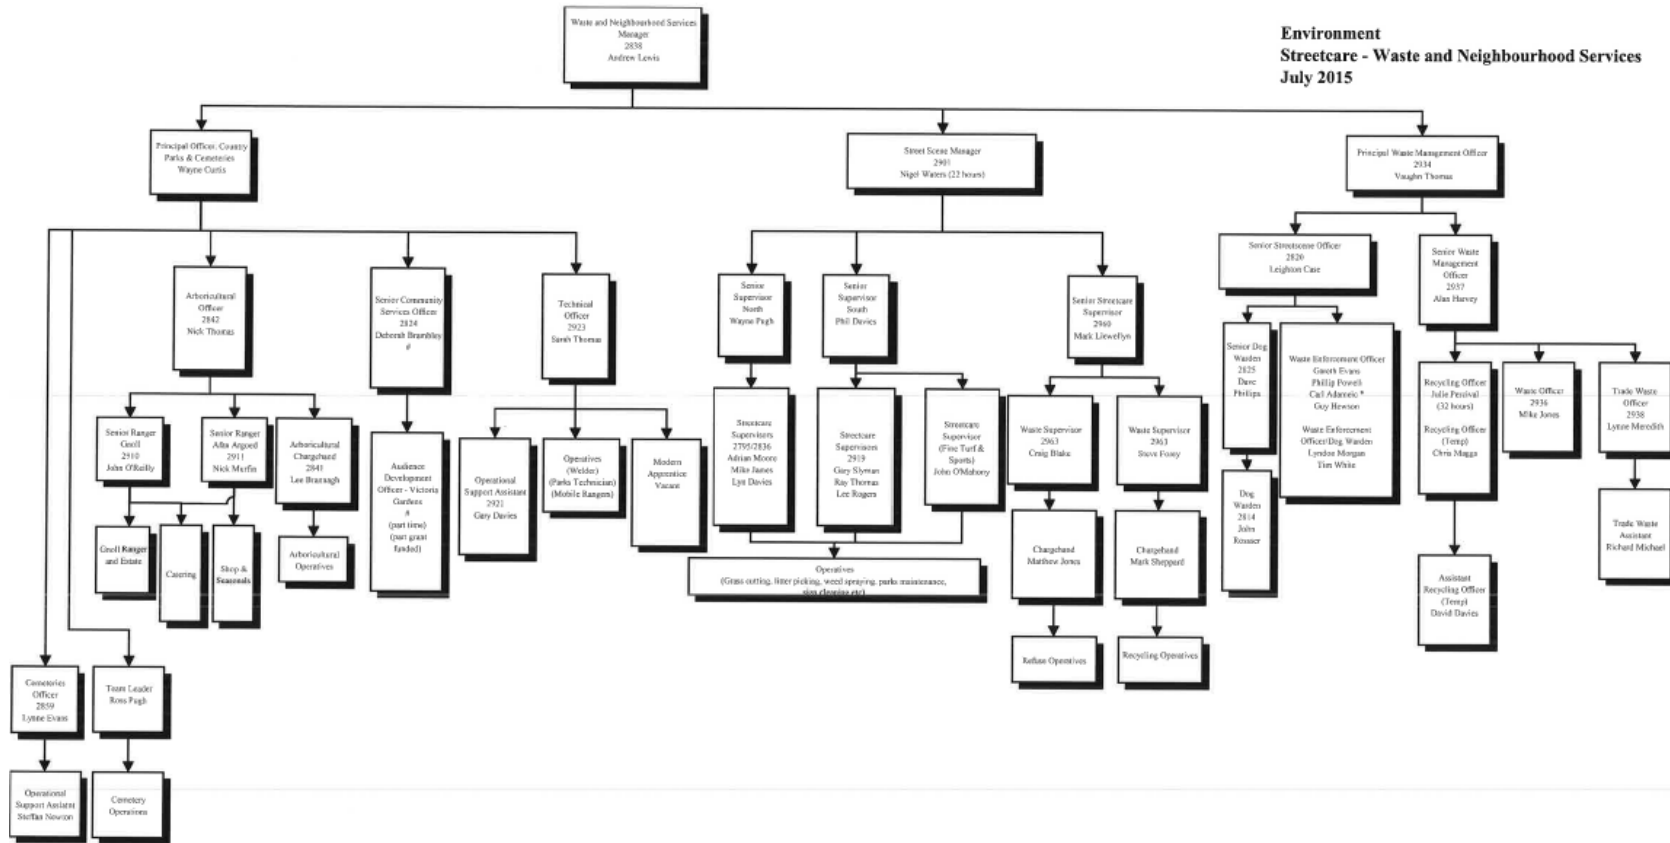 Environment
Streetcare - Waste and Neighbourhood Services
July 2015
Waste and Neighbourhood Services
Manager
2838
Andrew Lewis
Principal Officer, Country
Parks & Cemeteries
Wayne Curtis
Street Scene Manager
2901
Nigel Waters (22 hours)
Principal Waste Management Officer
2934
Vaughn Thomas
Arboricultural
Officer
2842
Nick Thomas
Senior Community
Services Officer
2824
Deborah Brumbley
#
Technical
Officer
2923
Sarah Thomas
Senior
Supervisor
North
Wayne Pugh
Senior
Supervisor
South
Phil Davies
Senior Streetcare
Supervisor
2960
Mark Llewellyn
Senior Streetscene Officer
2820
Leighton Case
Senior Waste
Management
Officer
2937
Alan Harvey
Senior Ranger
Gnoll
2910
John O'Reilly
Senior Ranger
Afan Argoed
2911
Nick
Arboricultural
Chargehand
2841
Lee
Audience
Development
Officer - Victoria
Gardens
#
(part time)
(part grant
funded)
Operational
Support Assistant
2921
Gary Davies
Operatives
(Welder)
(Parks Technician)
(Mobile Rangers)
Modern
Apprentice
Vacant
Streetcare
Supervisors
2795/2836
Adrian Moore
Mike James
Lyn Davies
Streetcare
Supervisors
2919
Gary Slyman
Ray Thomas
Lee Rogers
Streetcare
Supervisor
(Fine Turf &
Sports)
John O'Mahony
Waste Supervisor
2963
Craig Blake
Waste Supervisor
2963
Steve
Senior Dog
Warden
2825
Dave
Phillips
Waste Enforcement Officer
Gareth Evans
Phillip Powell
Carl Adameio *
Guy Hewson
Waste Enforcement
Officer/Dog Warden
Lyndon Morgan
Tim White
Recycling Officer
Julie Percival
(32 hours)
Recycling Officer
(Temp)
Chris Maggs
Waste Officer
2936
Mike Jones
Trade Waste
Officer
2938
Lynne Meredith
Gnoll Ranger
and Estate
Catering
Shop &
Seasonals
Arboricultural
Operatives
Operatives
(Grass cutting, litter picking, weed spraying, parks maintenance,
sign cleaning etc)
Chargehand
Matthew Jones
Chargehand
Mark Sheppard
Dog
Warden
2814
John
Rosser
Assistant
Recycling Officer
(Temp)
David Davies
Trade Waste
Assistant
Richard Michael
Refuse Operatives
Recycling Operatives
Cemeteries
Officer
2859
Lynne Evans
Team Leader
Ross Pugh
Operational
Support Assistant
Steffan Newton
Cemetery
Operations